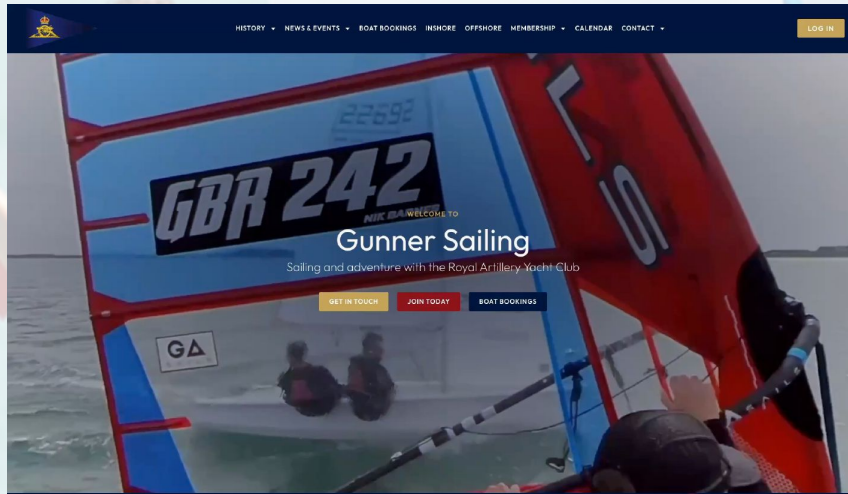 HISTORY NEWS & EVENTS BOAT BOOKINGS INSHORE OFFSHORE MEMBERSHIP CALENDAR CONTACT LOG IN
22692
GBR 242
NIK BARNES
WELCOME TO
Gunner Sailing
Sailing and adventure with the Royal Artillery Yacht Club
GET IN TOUCH JOIN TODAY BOAT BOOKINGS
GA
LS